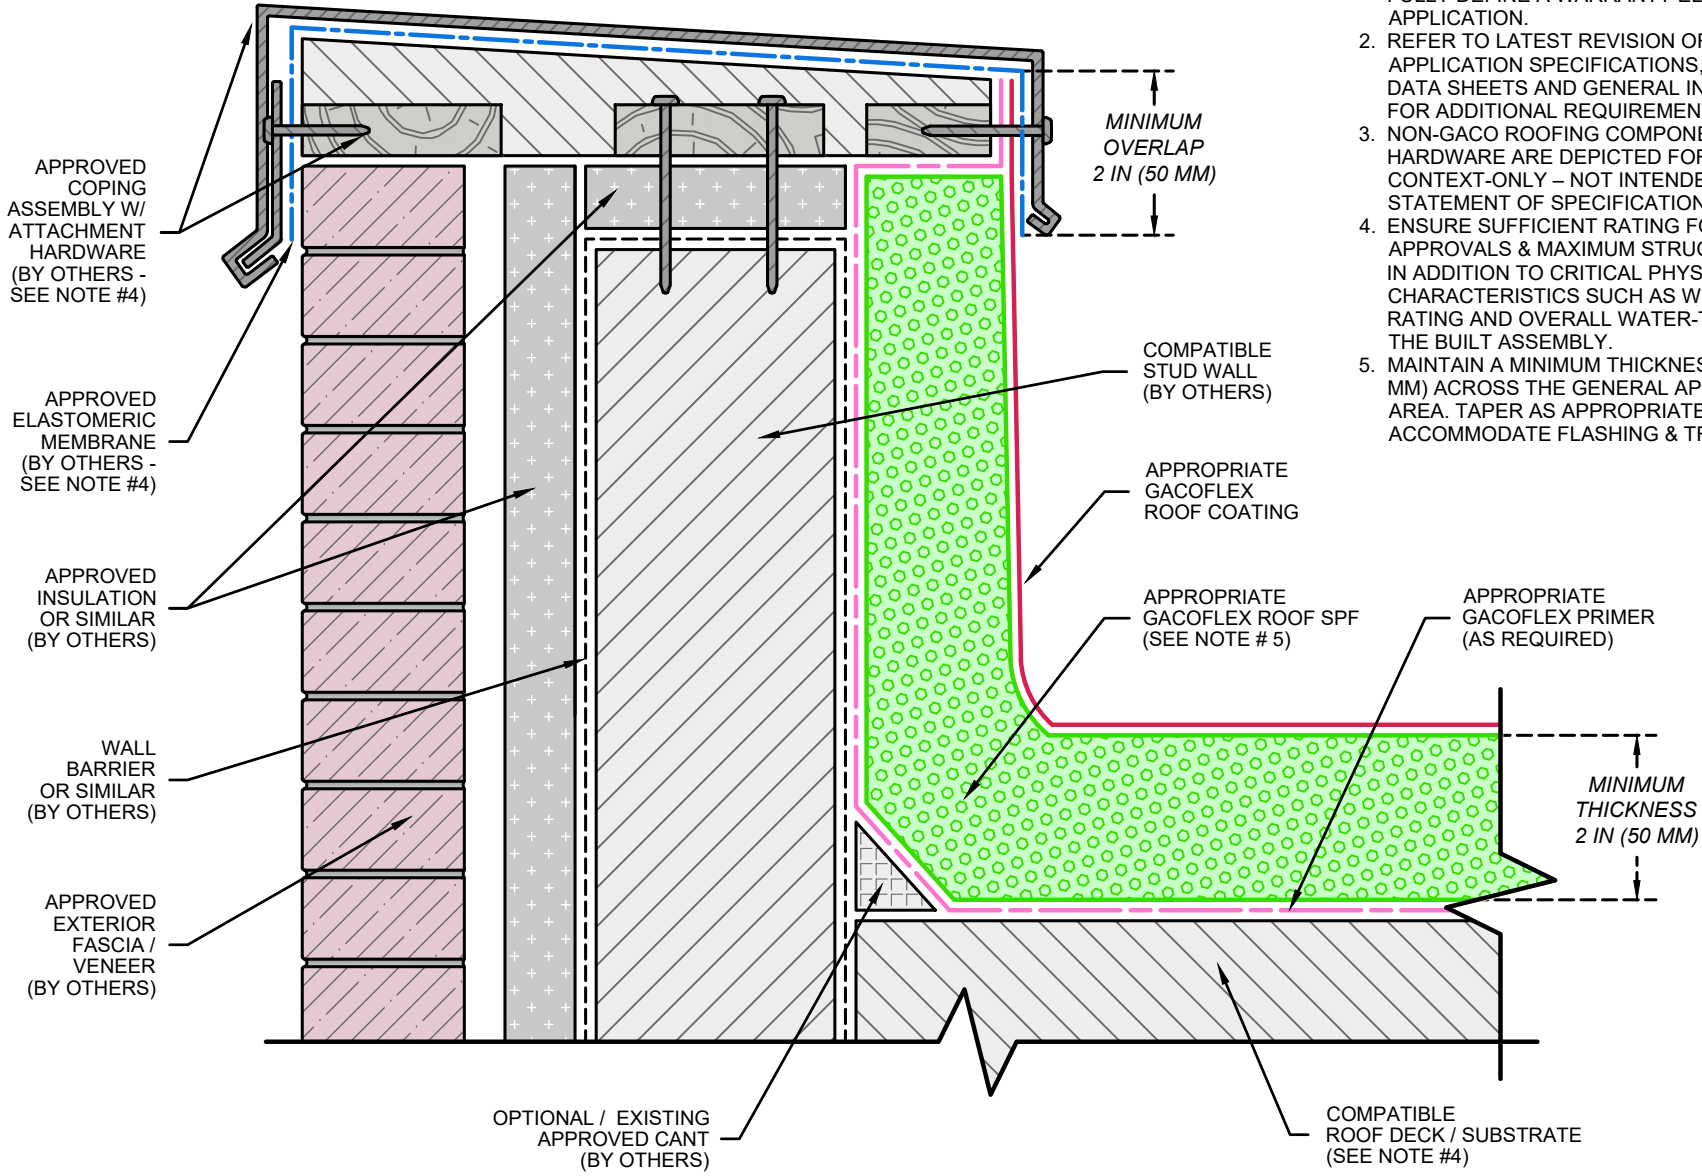 APPROVED
COPING
ASSEMBLY W/
ATTACHMENT
HARDWARE
(BY OTHERS -
SEE NOTE #4)
APPROVED
ELASTOMERIC
MEMBRANE
(BY OTHERS -
SEE NOTE #4)
APPROVED
INSULATION
OR SIMILAR
(BY OTHERS)
WALL
BARRIER
OR SIMILAR
(BY OTHERS)
APPROVED
EXTERIOR
FASCIA /
VENEER
(BY OTHERS)
OPTIONAL / EXISTING
APPROVED CANT
(BY OTHERS)
MINIMUM
OVERLAP
2 IN (50 MM)
COMPATIBLE
STUD WALL
(BY OTHERS)
APPROPRIATE
GACOFLEX
ROOF COATING
APPROPRIATE
GACOFLEX ROOF SPF
(SEE NOTE # 5)
APPROPRIATE
GACOFLEX PRIMER
(AS REQUIRED)
MINIMUM
THICKNESS
2 IN (50 MM)
COMPATIBLE
ROOF DECK / SUBSTRATE
(SEE NOTE #4)
APPLICATION.
2. REFER TO LATEST REVISION OF
APPLICATION SPECIFICATIONS,
DATA SHEETS AND GENERAL IN
FOR ADDITIONAL REQUIREMEN
3. NON-GACO ROOFING COMPONE
HARDWARE ARE DEPICTED FOR
CONTEXT-ONLY – NOT INTENDE
STATEMENT OF SPECIFICATION
4. ENSURE SUFFICIENT RATING FO
APPROVALS & MAXIMUM STRUC
IN ADDITION TO CRITICAL PHYS
CHARACTERISTICS SUCH AS W
RATING AND OVERALL WATER-T
THE BUILT ASSEMBLY.
5. MAINTAIN A MINIMUM THICKNES
MM) ACROSS THE GENERAL AP
AREA. TAPER AS APPROPRIATE
ACCOMMODATE FLASHING & TR